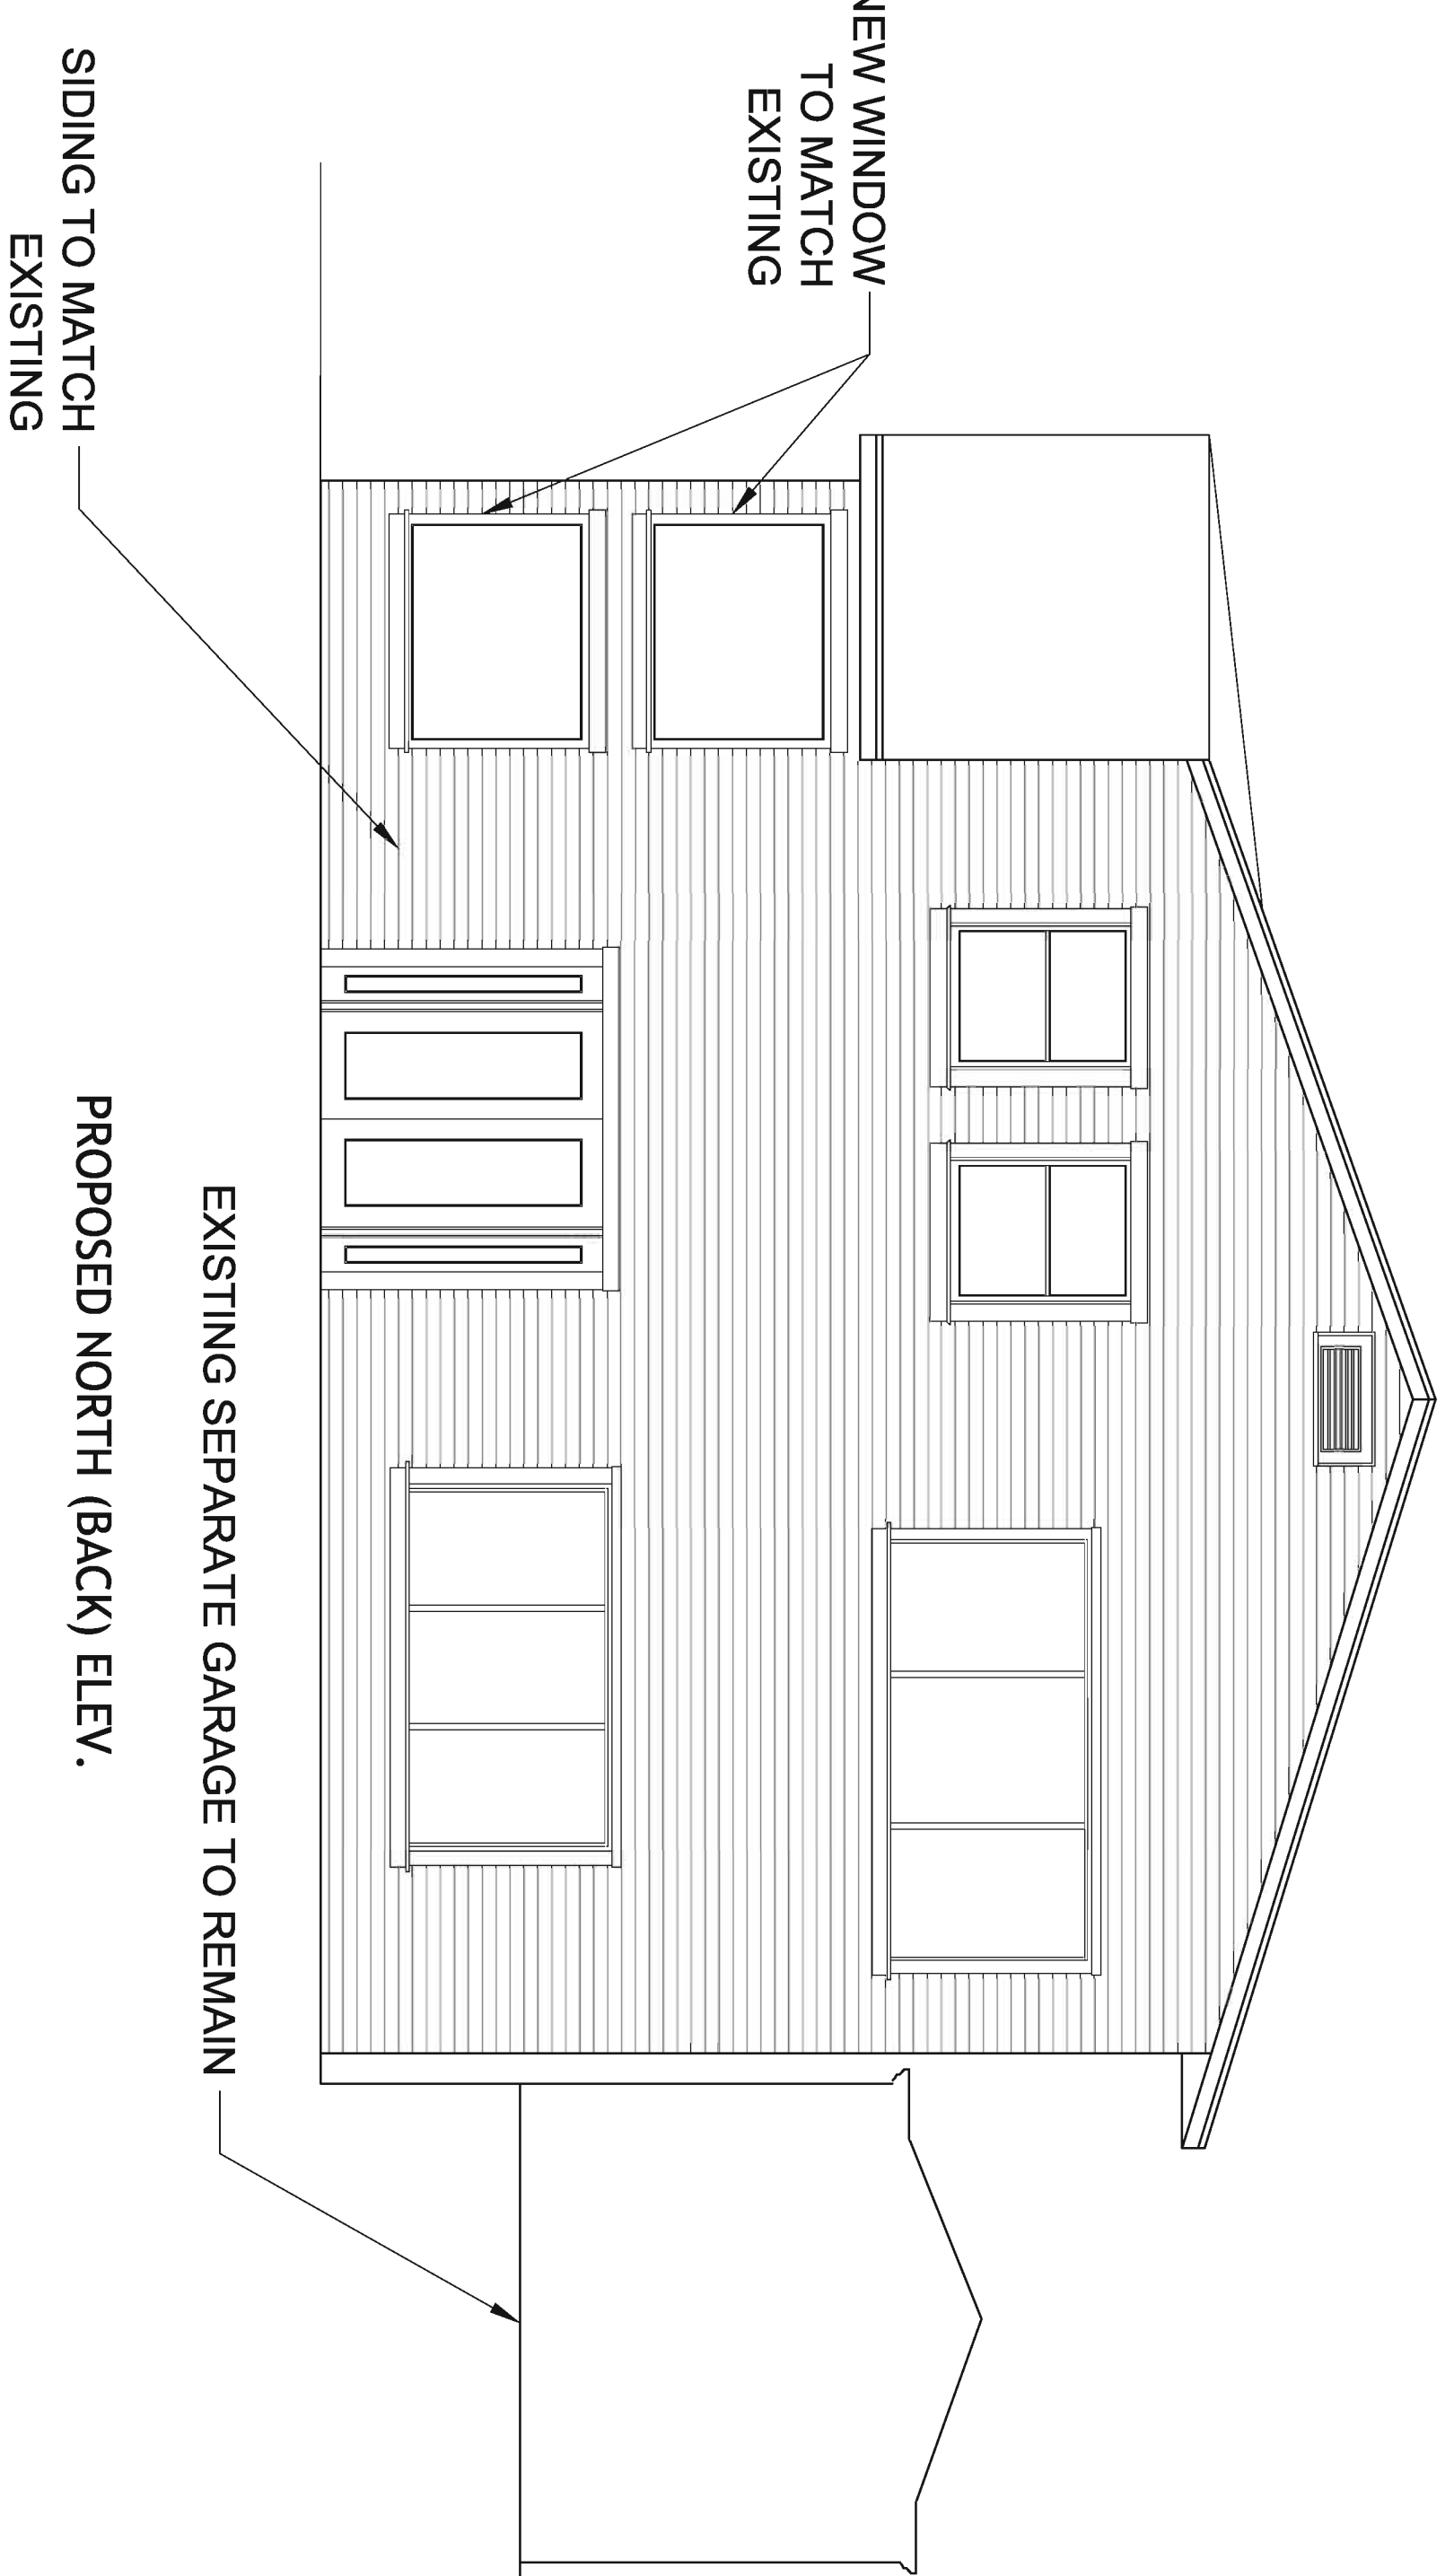 NEW WINDOW
TO MATCH
EXISTING
SIDING TO MATCH
EXISTING
EXISTING SEPARATE GARAGE TO REMAIN
PROPOSED NORTH (BACK) ELEV.